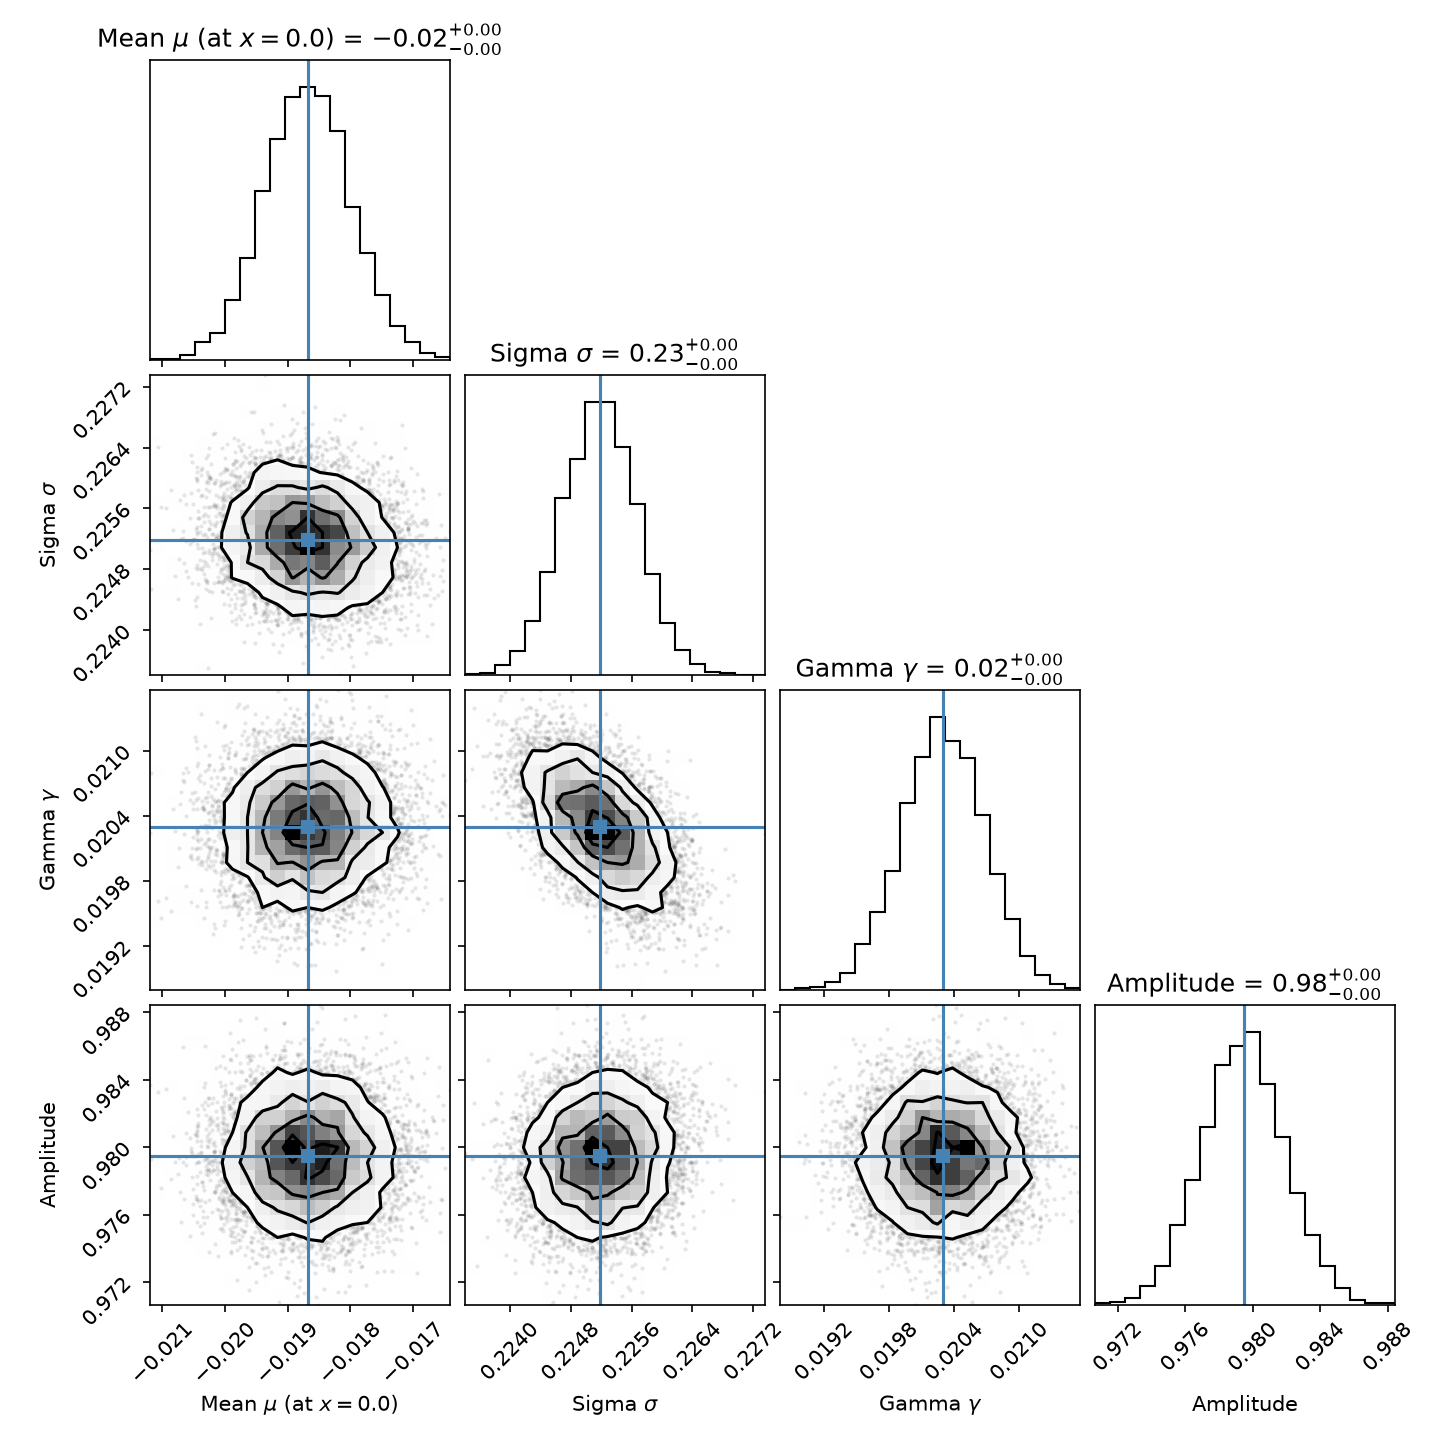 Mean μ (at x = 0.0) = −0.02 +0.00 −0.00
Sigma σ = 0.23 +0.00 −0.00
0.2272
0.2264
0.2256
0.2248
0.2240
Sigma σ
Gamma γ = 0.02 +0.00 −0.00
0.0210
0.0204
0.0198
0.0192
Gamma γ
Amplitude = 0.98 +0.00 −0.00
0.988
0.984
0.980
0.976
0.972
Amplitude
−0.021 −0.020 −0.019 −0.018 −0.017
0.2240 0.2248 0.2256 0.2264 0.2272
0.0192 0.0198 0.0204 0.0210
0.972 0.976 0.980 0.984 0.988
Mean μ (at x = 0.0)
Sigma σ
Gamma γ
Amplitude